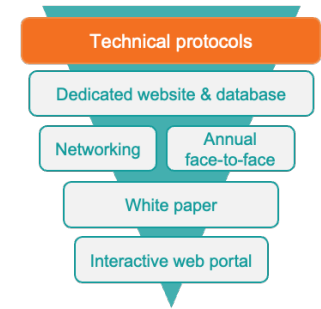 Technical protocols
Dedicated website & database
Networking
Annual
face-to-face
White paper
Interactive web portal